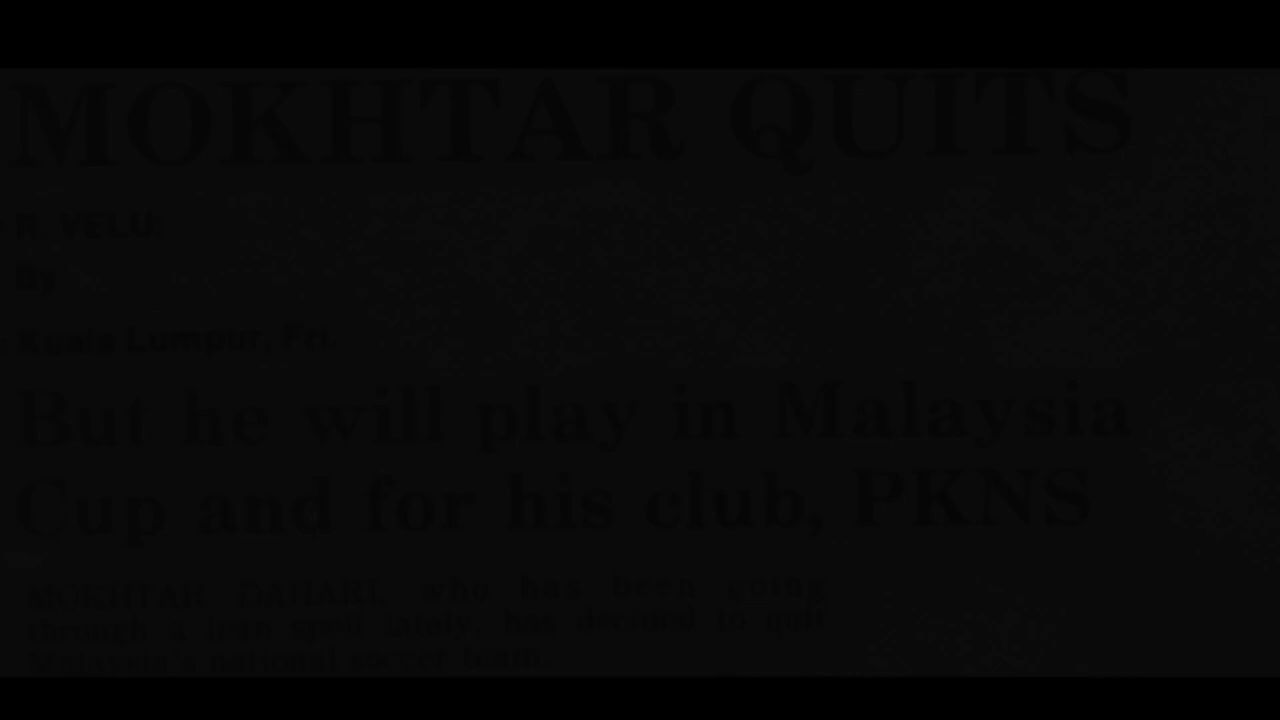 MOKHTAR QUITS
R. VELU:
By
Kuala Lumpur, Fri.
But he will play in Malaysia
Cup and for his club, PKNS
MOKHTAR DAHARI, who has been going
through a lean spell lately, has decided to quit
Malaysia's national soccer team.